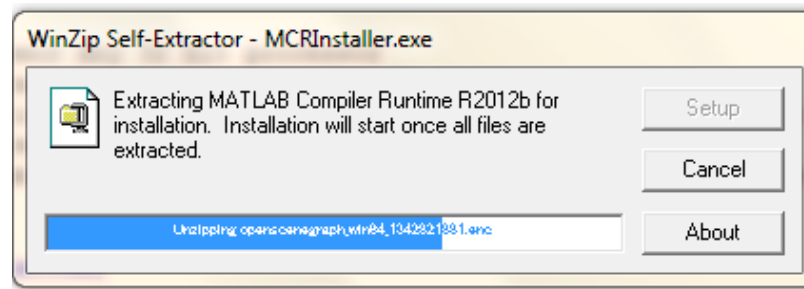 WinZip Self-Extractor - MCRInstaller.exe
Extracting MATLAB Compiler Runtime R2012b for
installation. Installation will start once all files are
extracted.
Setup
Cancel
About
Unzipping openscenegraph_win64_1342821881.enc